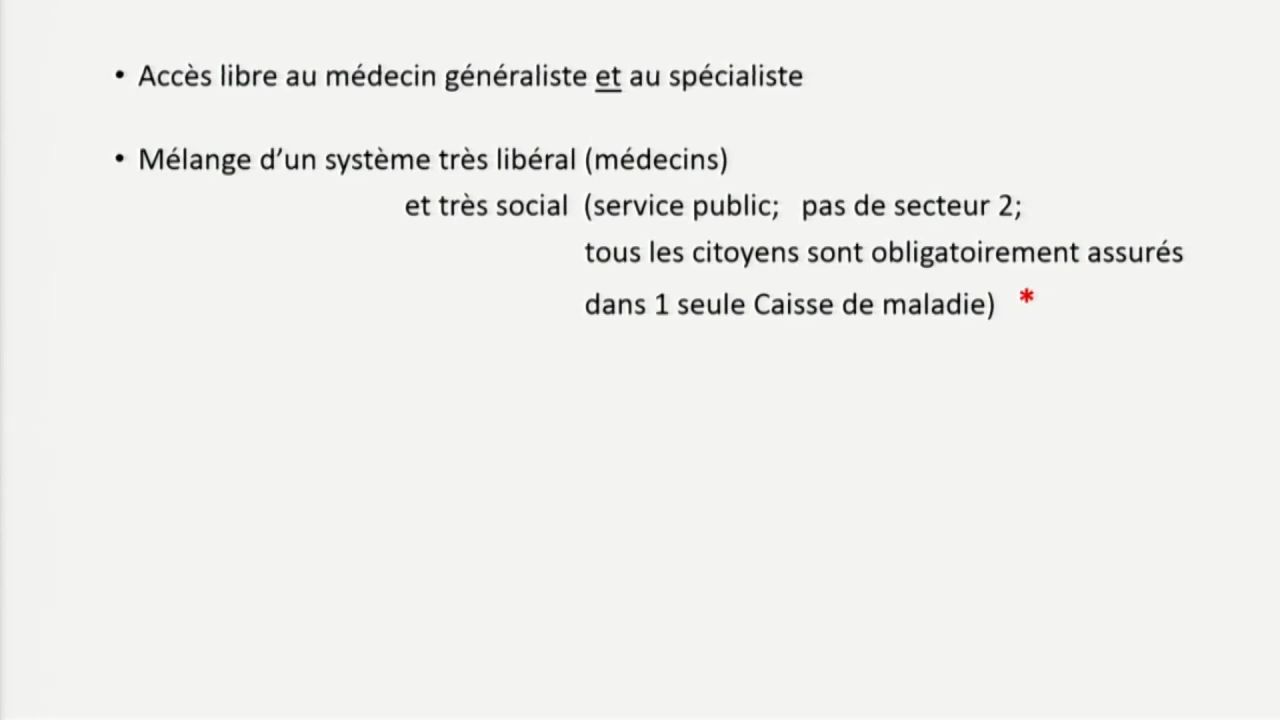 • Accès libre au médecin généraliste et au spécialiste
• Mélange d’un système très libéral (médecins)
et très social (service public; pas de secteur 2;
tous les citoyens sont obligatoirement assurés
dans 1 seule Caisse de maladie) *